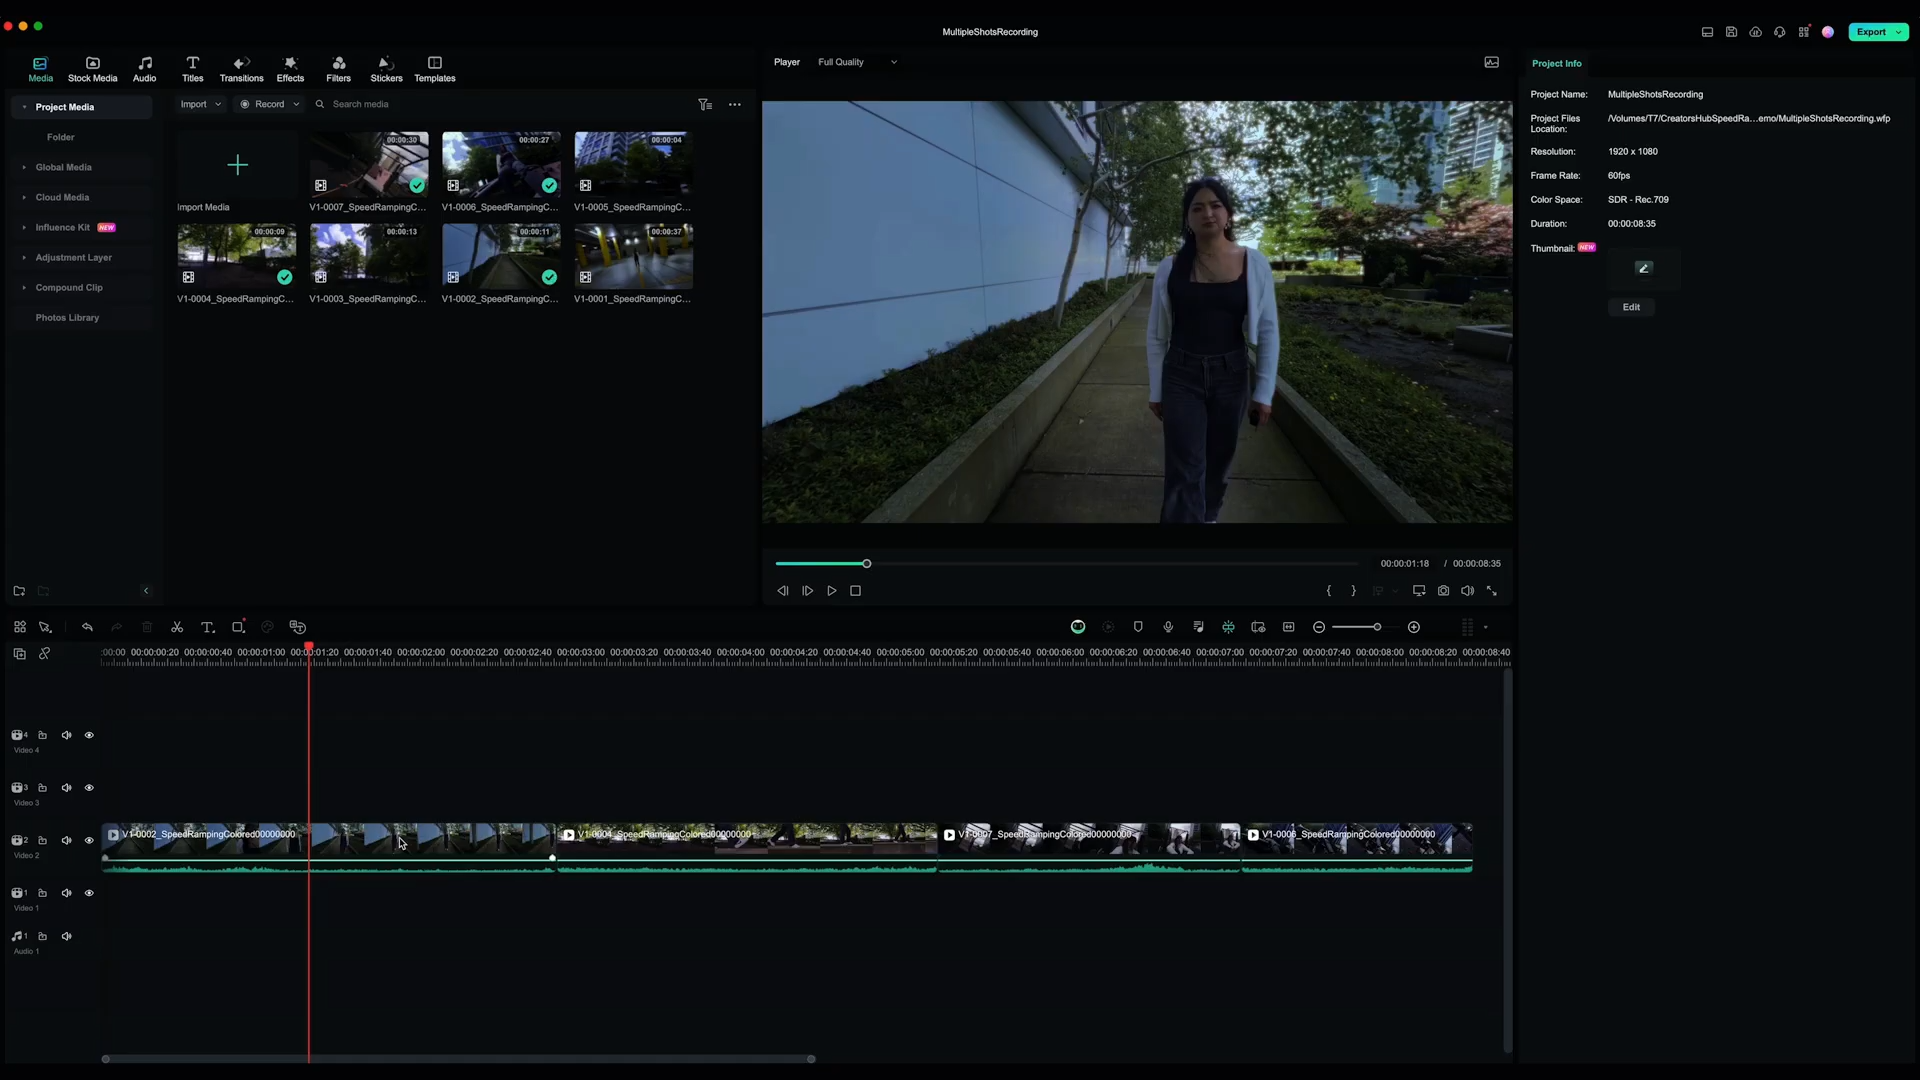 MultipleShotsRecording
Export
Media
Stock Media
Audio
Titles
Transitions
Effects
Filters
Stickers
Templates
Player
Full Quality
Project Info
Project Media
Folder
Global Media
Cloud Media
Influence Kit NEW
Adjustment Layer
Compound Clip
Photos Library
Import
Record
Search media
00:00:30
00:00:27
00:00:04
Import Media
V1-0007_SpeedRampingC...
V1-0006_SpeedRampingC...
V1-0005_SpeedRampingC...
00:00:09
00:00:13
00:00:11
00:00:37
V1-0004_SpeedRampingC...
V1-0003_SpeedRampingC...
V1-0002_SpeedRampingC...
V1-0001_SpeedRampingC...
Project Name: MultipleShotsRecording
Project Files Location: /Volumes/T7/CreatorsHubSpeedRa...emo/MultipleShotsRecording.wfp
Resolution: 1920 x 1080
Frame Rate: 60fps
Color Space: SDR - Rec.709
Duration: 00:00:08:35
Thumbnail: NEW
Edit
00:00:01:18 / 00:00:08:35
:00:00 00:00:00:20 00:00:00:40 00:00:01:00 00:00:01:20 00:00:01:40 00:00:02:00 00:00:02:20 00:00:02:40 00:00:03:00 00:00:03:20 00:00:03:40 00:00:04:00 00:00:04:20 00:00:04:40 00:00:05:00 00:00:05:20 00:00:05:40 00:00:06:00 00:00:06:20 00:00:06:40 00:00:07:00 00:00:07:20 00:00:07:40 00:00:08:00 00:00:08:20 00:00:08:40
4
Video 4
3
Video 3
V1-0002_SpeedRampingColored00000000
V1-0004_SpeedRampingColored00000000
V1-0007_SpeedRampingColored00000000
V1-0006_SpeedRampingColored00000000
2
Video 2
1
Video 1
1
Audio 1